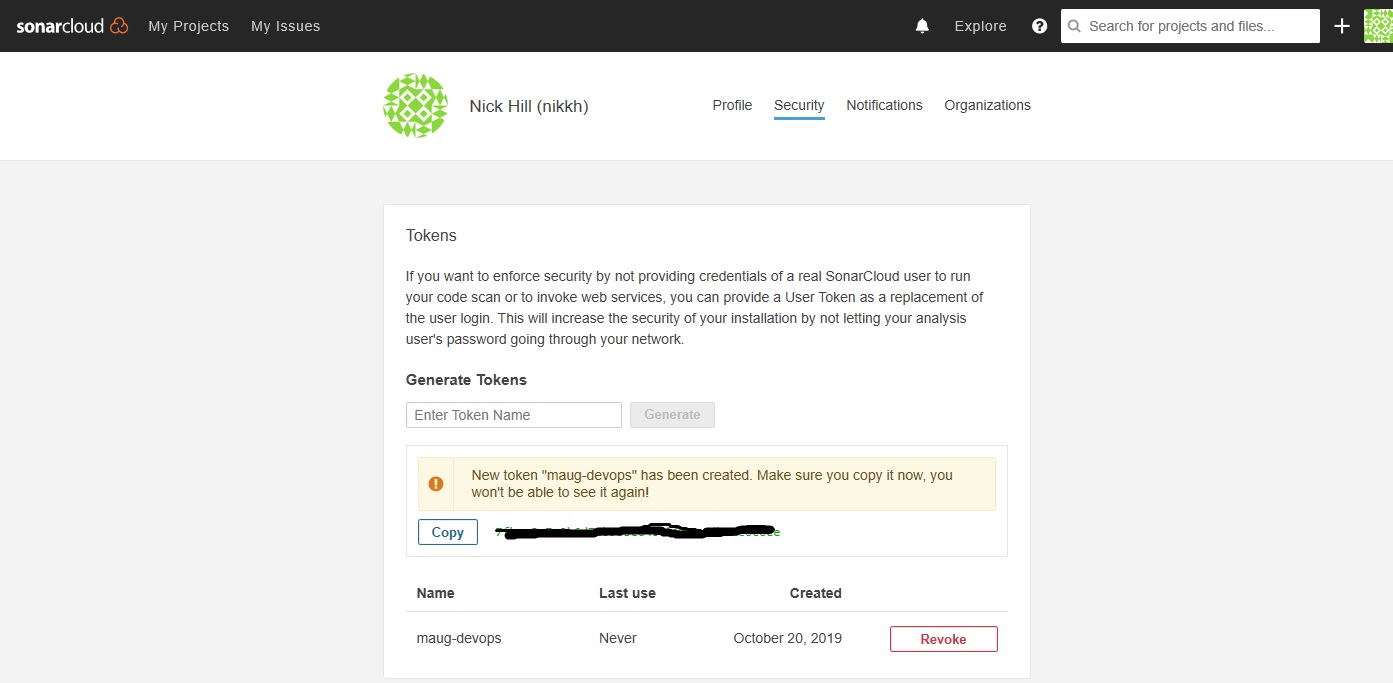 sonarcloud My Projects My Issues Explore ? Search for projects and files... +
Nick Hill (nikkh) Profile Security Notifications Organizations
Tokens
If you want to enforce security by not providing credentials of a real SonarCloud user to run
your code scan or to invoke web services, you can provide a User Token as a replacement of
the user login. This will increase the security of your installation by not letting your analysis
user's password going through your network.
Generate Tokens
Enter Token Name Generate
New token "maug-devops" has been created. Make sure you copy it now, you
won't be able to see it again!
Copy
Name Last use Created
maug-devops Never October 20, 2019 Revoke